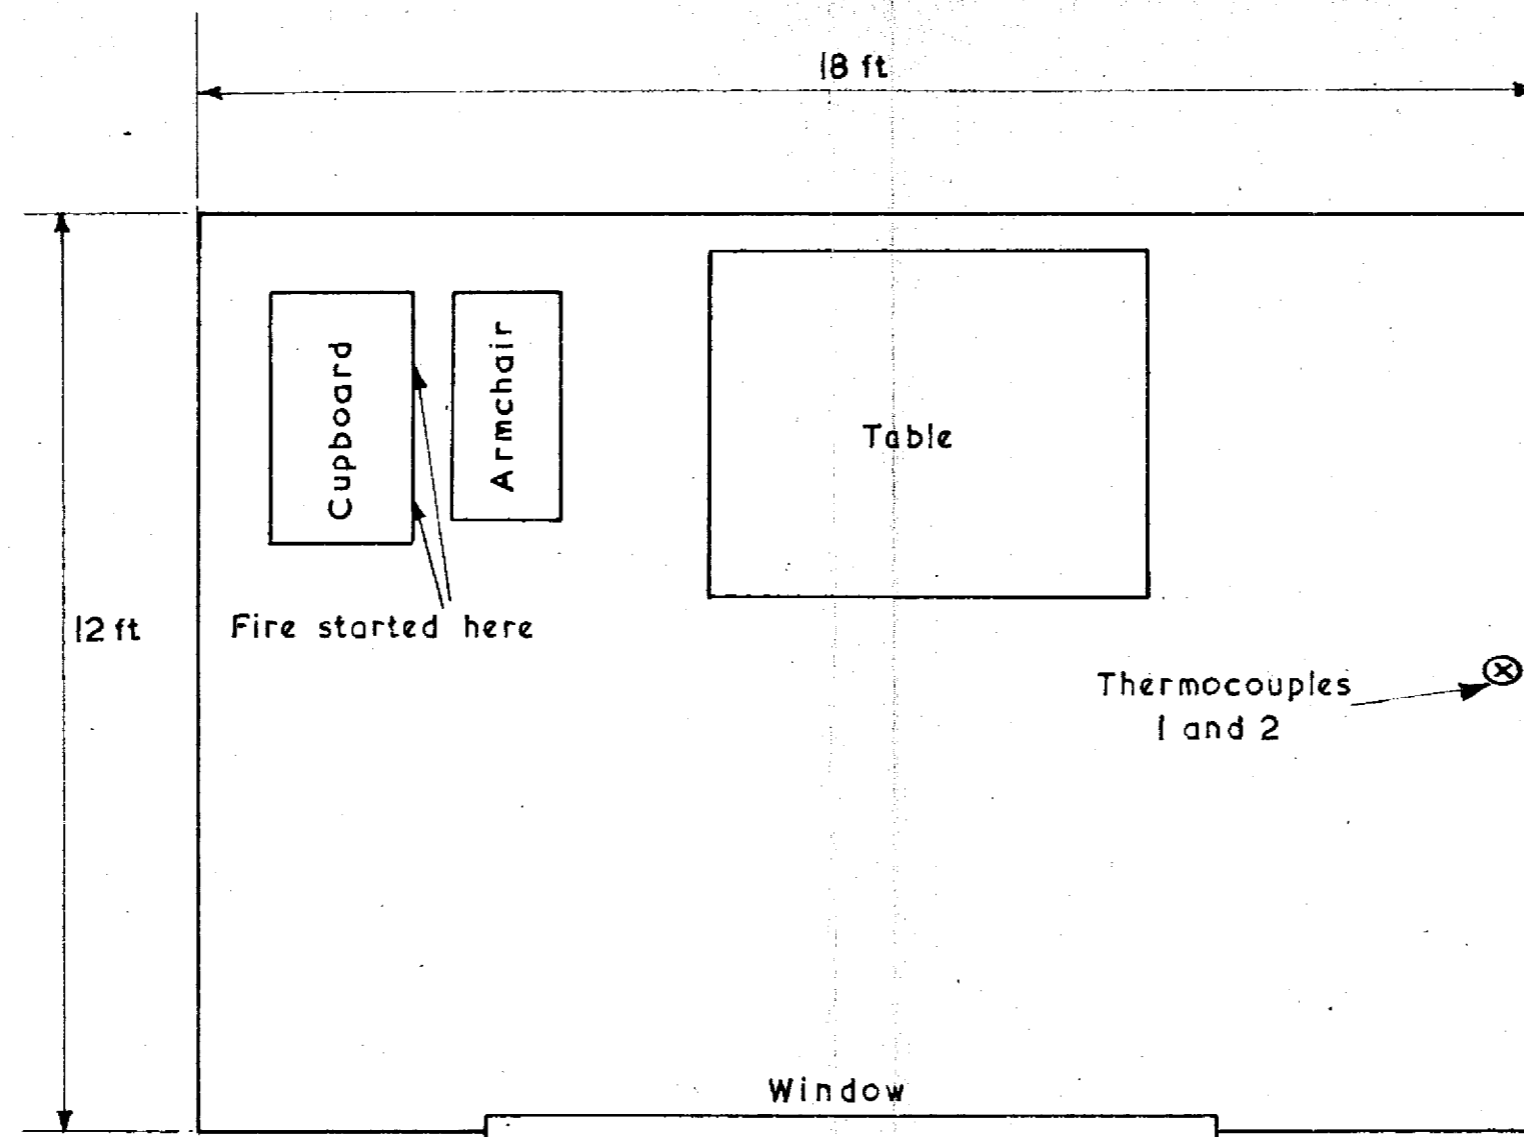 18 ft
Cupboard
Armchair
Table
12 ft
Fire started here
Thermocouples
1 and 2
Window